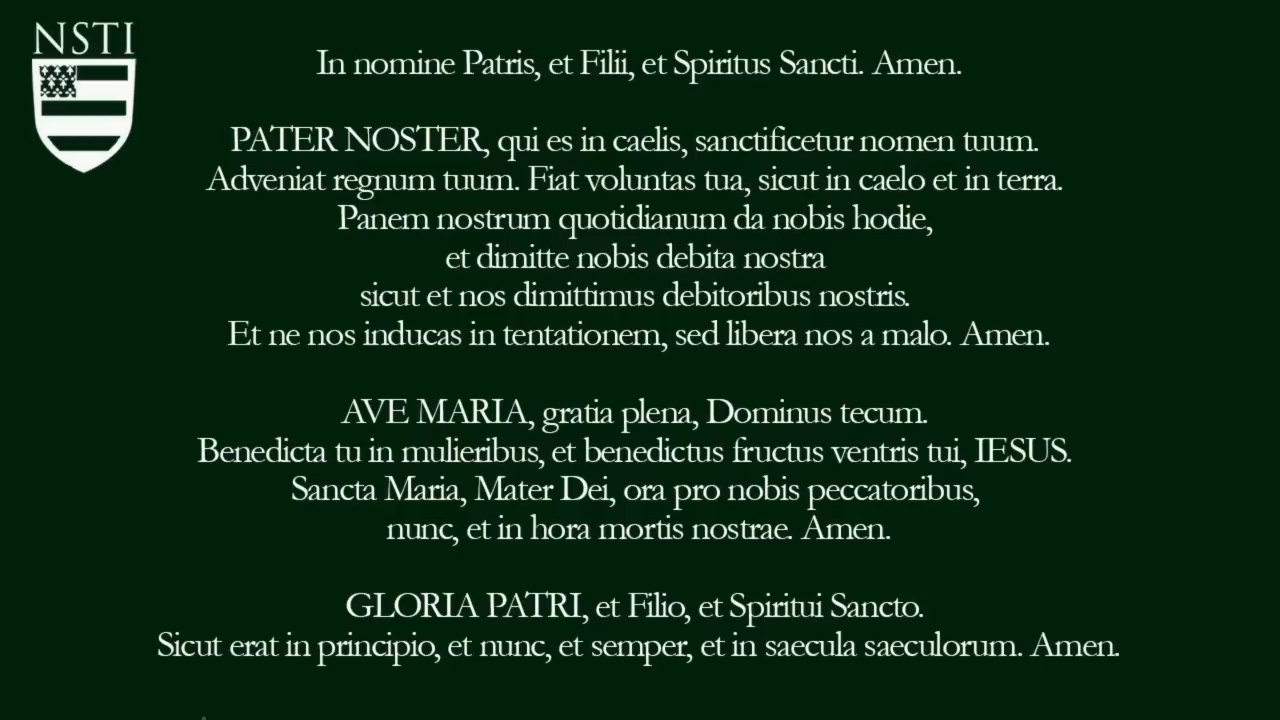 NSTI
In nomine Patris, et Filii, et Spiritus Sancti. Amen.
PATER NOSTER, qui es in caelis, sanctificetur nomen tuum.
Adveniat regnum tuum. Fiat voluntas tua, sicut in caelo et in terra.
Panem nostrum quotidianum da nobis hodie,
et dimitte nobis debita nostra
sicut et nos dimittimus debitoribus nostris.
Et ne nos inducas in tentationem, sed libera nos a malo. Amen.
AVE MARIA, gratia plena, Dominus tecum.
Benedicta tu in mulieribus, et benedictus fructus ventris tui, IESUS.
Sancta Maria, Mater Dei, ora pro nobis peccatoribus,
nunc, et in hora mortis nostrae. Amen.
GLORIA PATRI, et Filio, et Spiritui Sancto.
Sicut erat in principio, et nunc, et semper, et in saecula saeculorum. Amen.